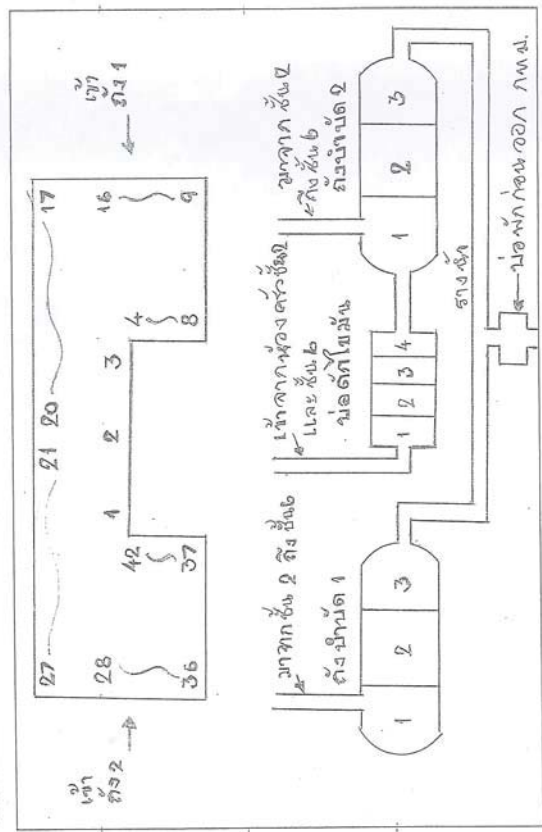 เข้า
ถัง 2
เข้า
ถัง 1
27 21 20 17
28 42 1 2 3 4 16
36 37 8 9
มาจากชั้น 2 ถึงชั้น 6
ถังบำบัด 1
1 2 3
เข้าจากห้องครัวชั้น 2
และชั้น 6
บ่อดักไขมัน
1 2 3 4
มาจากชั้น 2
ถึงชั้น 6
ถังบำบัด 2
1 2 3
รางน้ำ
บ่อพักก่อนออก กทม.